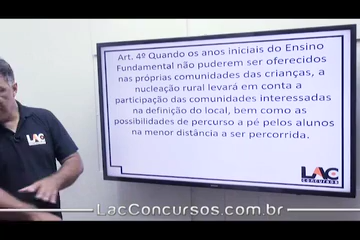 Art. 4º Quando os anos iniciais do Ensino
Fundamental não puderem ser oferecidos
nas próprias comunidades das crianças, a
nucleação rural levará em conta a
participação das comunidades interessadas
na definição do local, bem como as
possibilidades de percurso a pé pelos alunos
na menor distância a ser percorrida.
LAC
CONCURSOS
LAC
LacConcursos.com.br